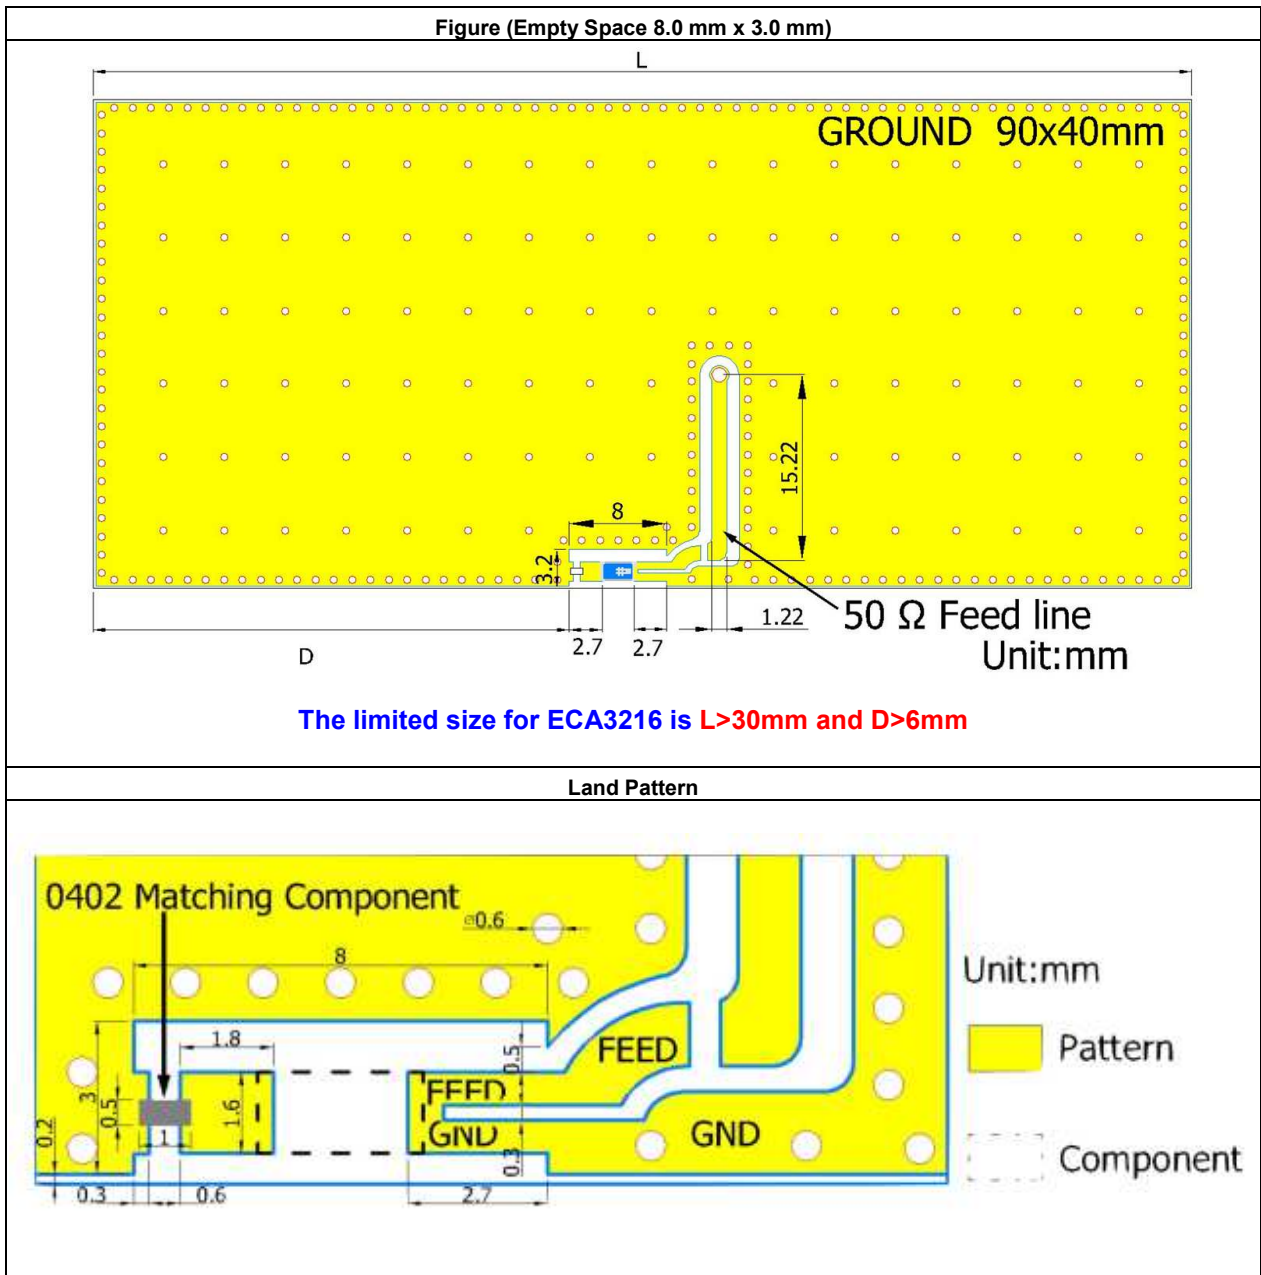 Figure (Empty Space 8.0 mm x 3.0 mm)
L
GROUND 90x40mm
15.22
8
3.2
1.22
50 Ω Feed line
2.7
2.7
D
Unit:mm
The limited size for ECA3216 is L>30mm and D>6mm
Land Pattern
0402 Matching Component
⌀0.6
8
Unit:mm
1.8
0.5
FEED
Pattern
3
0.5
1.6
FEED
0.2
1
GND
GND
0.3
Component
0.3
0.6
2.7